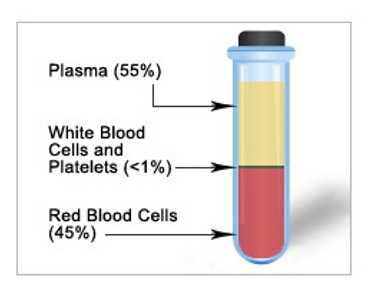 Plasma (55%)
White Blood
Cells and
Platelets (<1%)
Red Blood Cells
(45%)